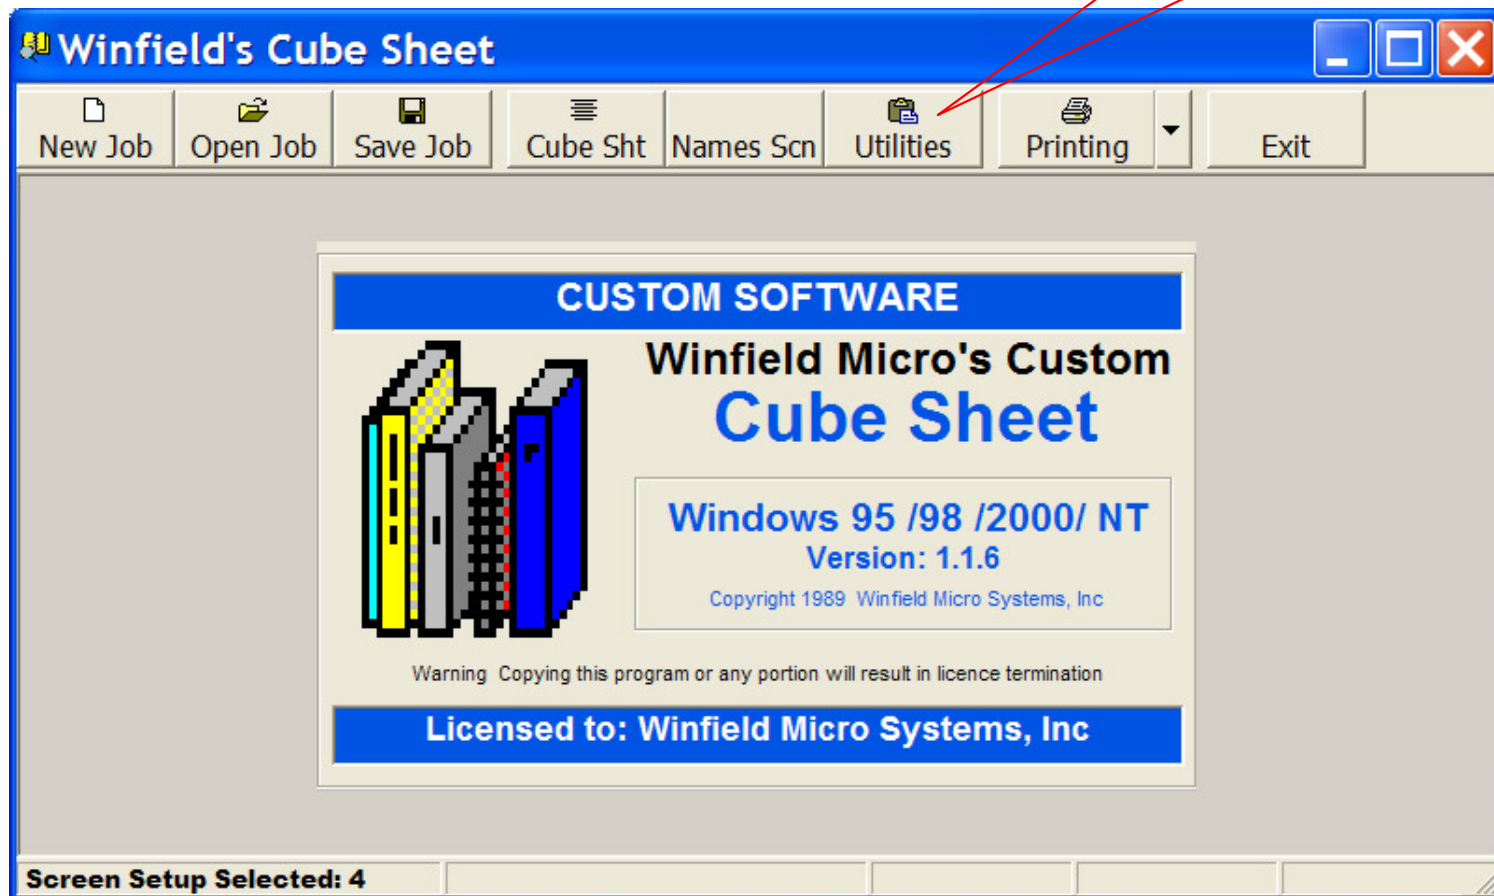 Winfield's Cube Sheet
New Job Open Job Save Job Cube Sht Names Scn Utilities Printing Exit
CUSTOM SOFTWARE
Winfield Micro's Custom
Cube Sheet
Windows 95 /98 /2000/ NT
Version: 1.1.6
Copyright 1989 Winfield Micro Systems, Inc
Warning Copying this program or any portion will result in licence termination
Licensed to: Winfield Micro Systems, Inc
Screen Setup Selected: 4